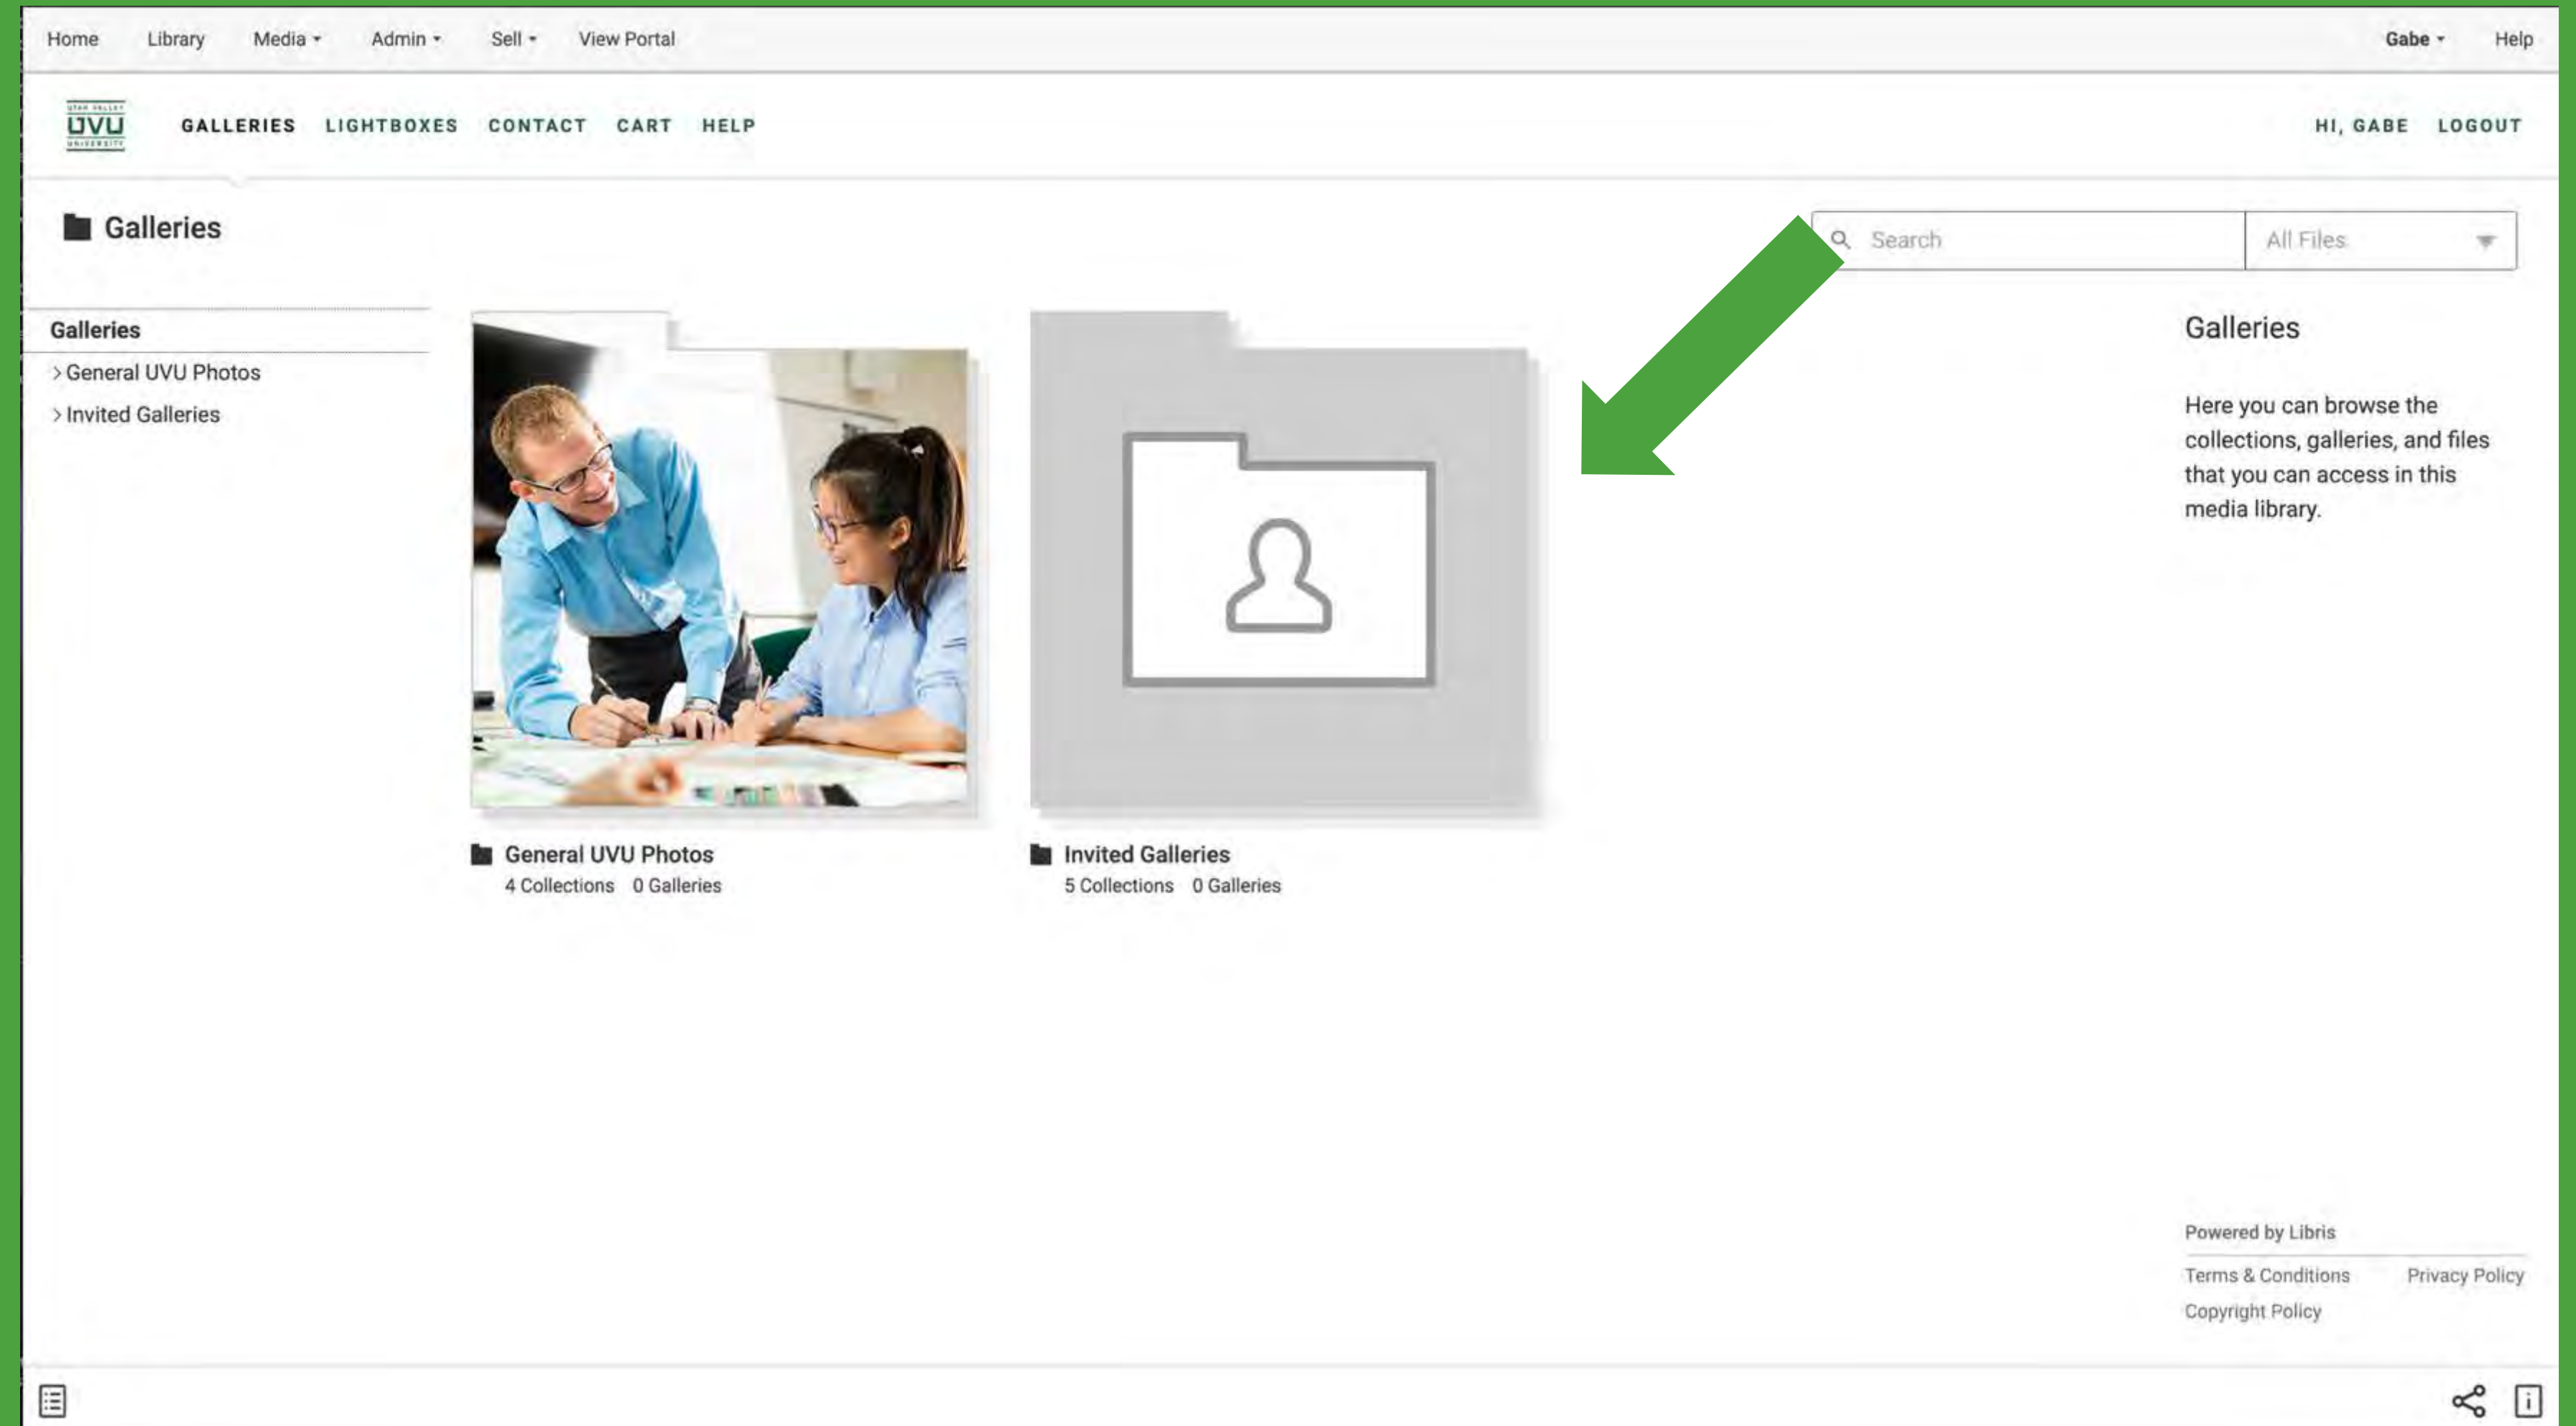 Home Library Media Admin Sell View Portal Gabe Help
UTAH VALLEY
UVU
UNIVERSITY
GALLERIES LIGHTBOXES CONTACT CART HELP HI, GABE LOGOUT
Galleries
Search All Files
Galleries
> General UVU Photos
> Invited Galleries
General UVU Photos
4 Collections 0 Galleries
Invited Galleries
5 Collections 0 Galleries
Galleries
Here you can browse the
collections, galleries, and files
that you can access in this
media library.
Powered by Libris
Terms & Conditions Privacy Policy
Copyright Policy